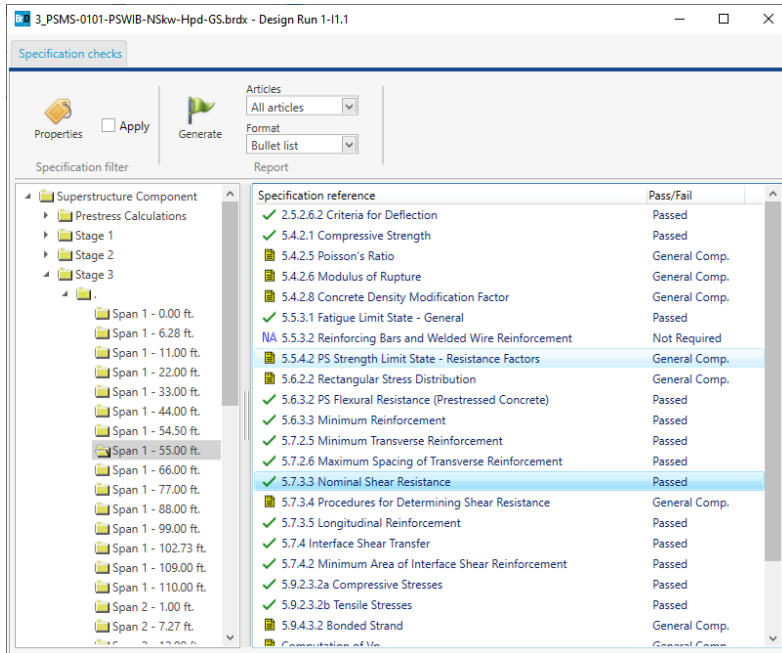 BrD 3_PSMS-0101-PSWIB-NSkw-Hpd-GS.brdx - Design Run 1-I1.1
Specification checks
Properties
Apply
Specification filter
Generate
Articles
All articles
Format
Bullet list
Report
Superstructure Component
Prestress Calculations
Stage 1
Stage 2
Stage 3
.
Span 1 - 0.00 ft.
Span 1 - 6.28 ft.
Span 1 - 11.00 ft.
Span 1 - 22.00 ft.
Span 1 - 33.00 ft.
Span 1 - 44.00 ft.
Span 1 - 54.50 ft.
Span 1 - 55.00 ft.
Span 1 - 66.00 ft.
Span 1 - 77.00 ft.
Span 1 - 88.00 ft.
Span 1 - 99.00 ft.
Span 1 - 102.73 ft.
Span 1 - 109.00 ft.
Span 1 - 110.00 ft.
Span 2 - 1.00 ft.
Span 2 - 7.27 ft.
Specification reference Pass/Fail
2.5.2.6.2 Criteria for Deflection Passed
5.4.2.1 Compressive Strength Passed
5.4.2.5 Poisson's Ratio General Comp.
5.4.2.6 Modulus of Rupture General Comp.
5.4.2.8 Concrete Density Modification Factor General Comp.
5.5.3.1 Fatigue Limit State - General Passed
NA 5.5.3.2 Reinforcing Bars and Welded Wire Reinforcement Not Required
5.5.4.2 PS Strength Limit State - Resistance Factors General Comp.
5.6.2.2 Rectangular Stress Distribution General Comp.
5.6.3.2 PS Flexural Resistance (Prestressed Concrete) Passed
5.6.3.3 Minimum Reinforcement Passed
5.7.2.5 Minimum Transverse Reinforcement Passed
5.7.2.6 Maximum Spacing of Transverse Reinforcement Passed
5.7.3.3 Nominal Shear Resistance Passed
5.7.3.4 Procedures for Determining Shear Resistance General Comp.
5.7.3.5 Longitudinal Reinforcement Passed
5.7.4 Interface Shear Transfer Passed
5.7.4.2 Minimum Area of Interface Shear Reinforcement Passed
5.9.2.3.2a Compressive Stresses Passed
5.9.2.3.2b Tensile Stresses Passed
5.9.4.3.2 Bonded Strand General Comp.
Computation of Vp General Comp.